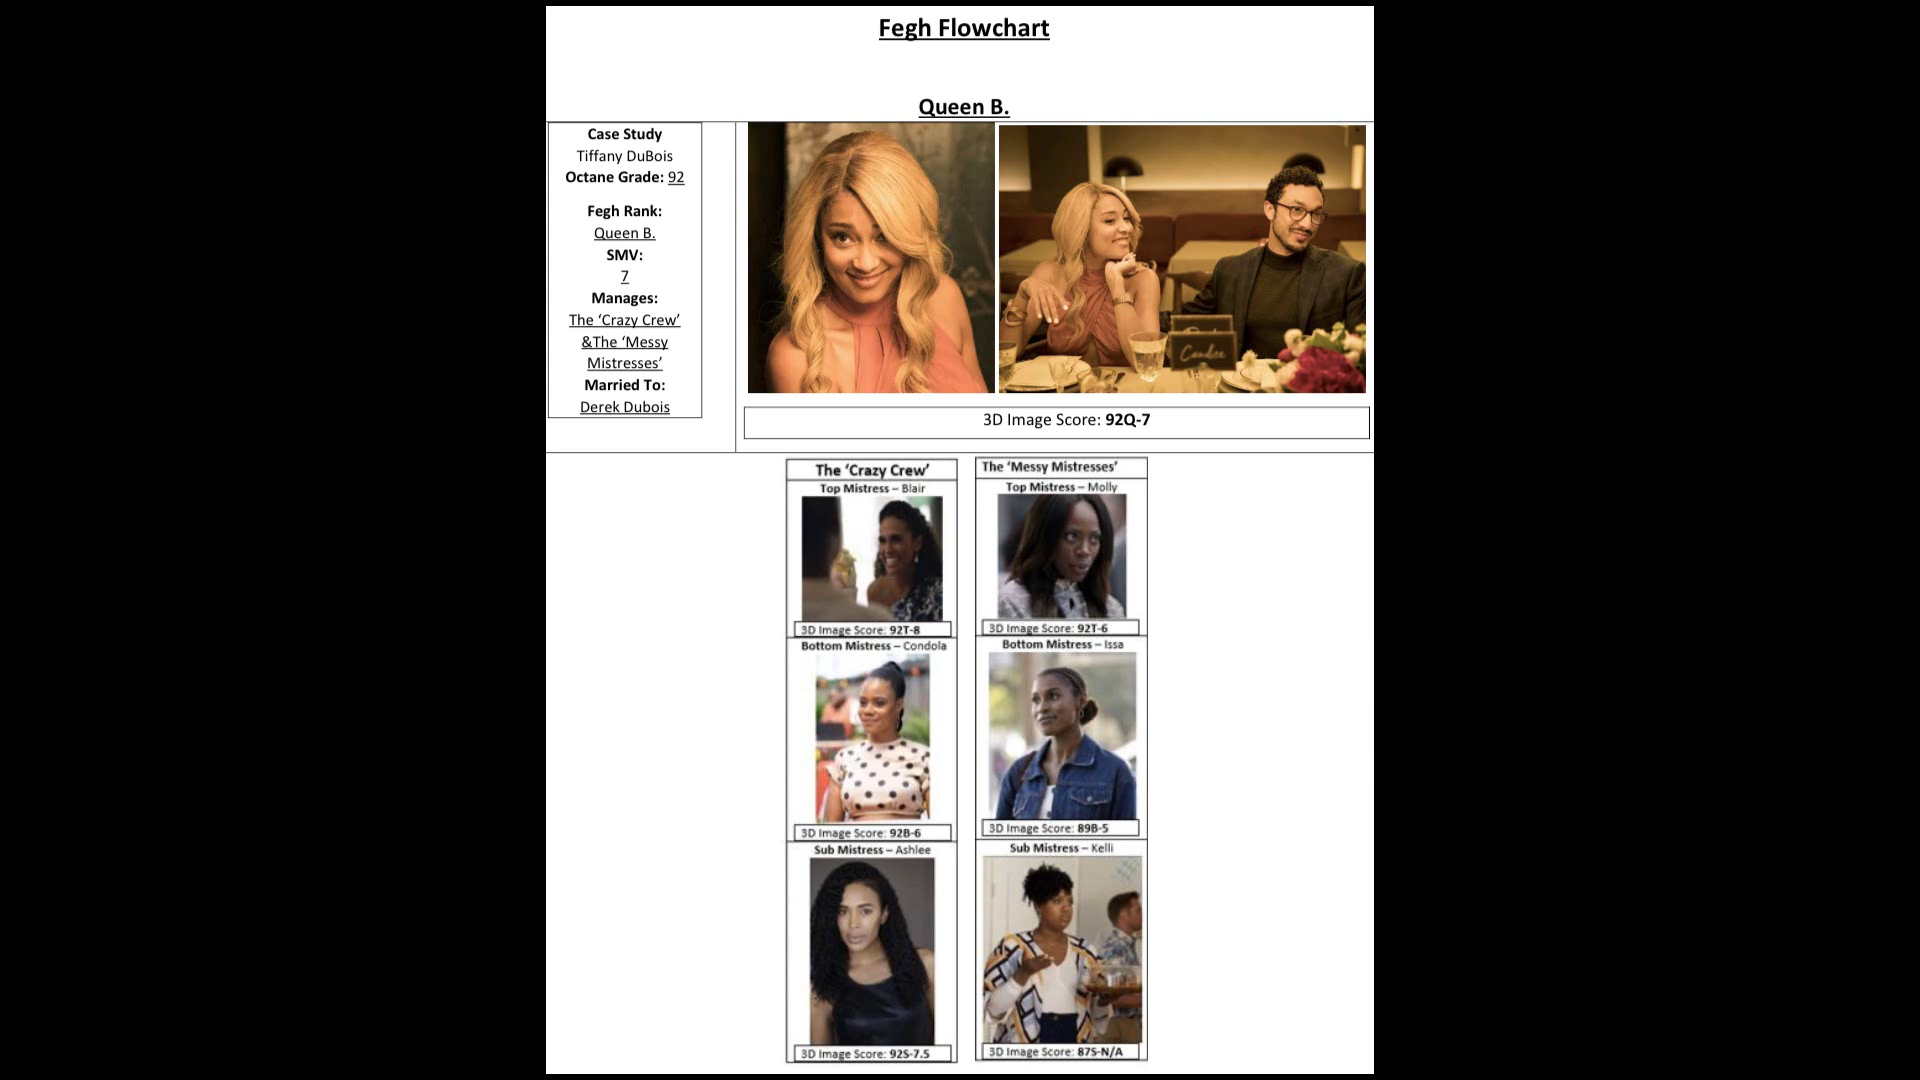 Fegh Flowchart
Queen B.
Case Study
Tiffany DuBois
Octane Grade: 92
Fegh Rank:
Queen B.
SMV:
7
Manages:
The ‘Crazy Crew’
&The ‘Messy
Mistresses’
Married To:
Derek Dubois
Candice
3D Image Score: 92Q-7
The ‘Crazy Crew’
Top Mistress – Blair
3D Image Score: 92T-8
Bottom Mistress – Condola
3D Image Score: 92B-6
Sub Mistress – Ashlee
3D Image Score: 92S-7.5
The ‘Messy Mistresses’
Top Mistress – Molly
3D Image Score: 92T-6
Bottom Mistress – Issa
3D Image Score: 89B-5
Sub Mistress – Kelli
3D Image Score: 87S-N/A